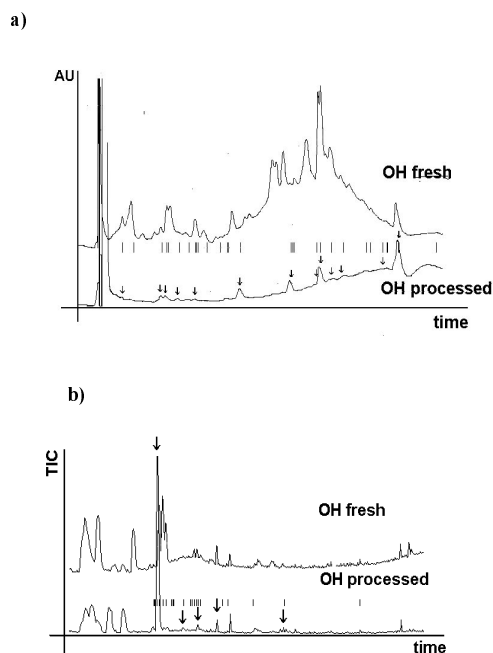 a)
AU
OH fresh
OH processed
time
b)
TIC
OH fresh
OH processed
time